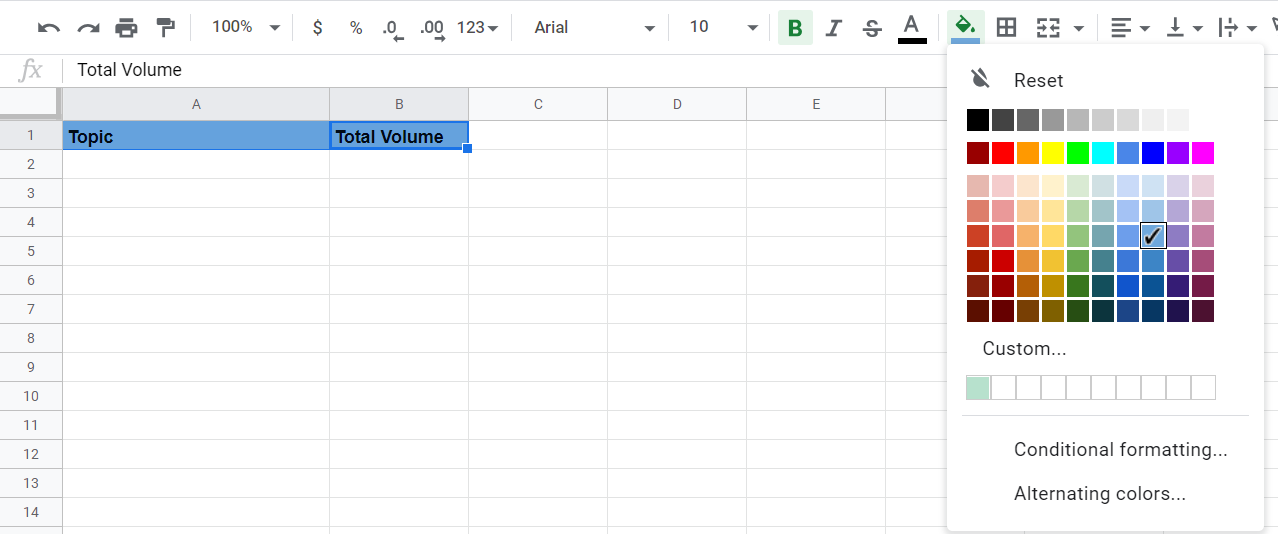 100% $ % .0 .00 123 Arial 10 B I S A
fx Total Volume
A B C D E
1 Topic Total Volume
2
3
4
5
6
7
8
9
10
11
12
13
14
Reset
Custom...
Conditional formatting...
Alternating colors...